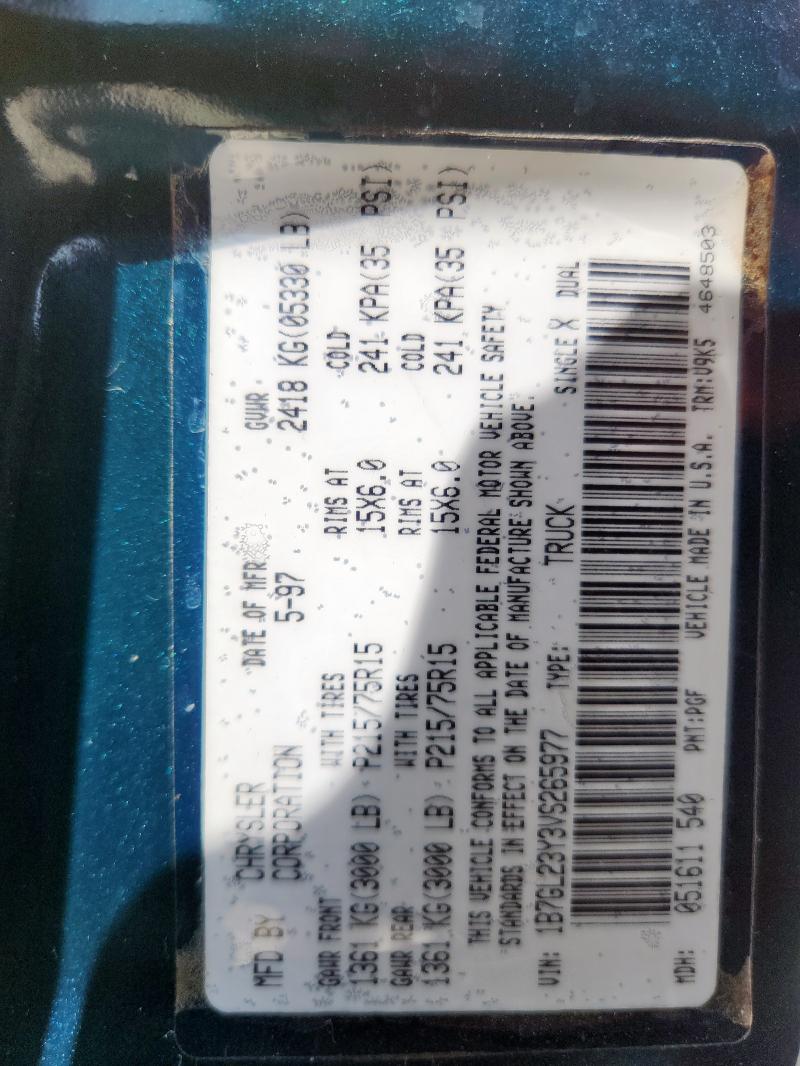 MFD BY CHRYSLER CORPORATION DATE OF MFR 5-97 GVWR 2418 KG(05330 LB)
GAWR FRONT WITH TIRES RIMS AT COLD
1361 KG(3000 LB) P215/75R15 15X6.0 241 KPA(35 PSI)
GAWR REAR WITH TIRES RIMS AT COLD
1361 KG(3000 LB) P215/75R15 15X6.0 241 KPA(35 PSI)
THIS VEHICLE CONFORMS TO ALL APPLICABLE FEDERAL MOTOR VEHICLE SAFETY
STANDARDS IN EFFECT ON THE DATE OF MANUFACTURE SHOWN ABOVE.
VIN: 1B7GL23Y3VS265977 TYPE: TRUCK SINGLE X DUAL
MDH: 051611 540 PNT:PGF VEHICLE MADE IN U.S.A. TRM:U9K5 4648503